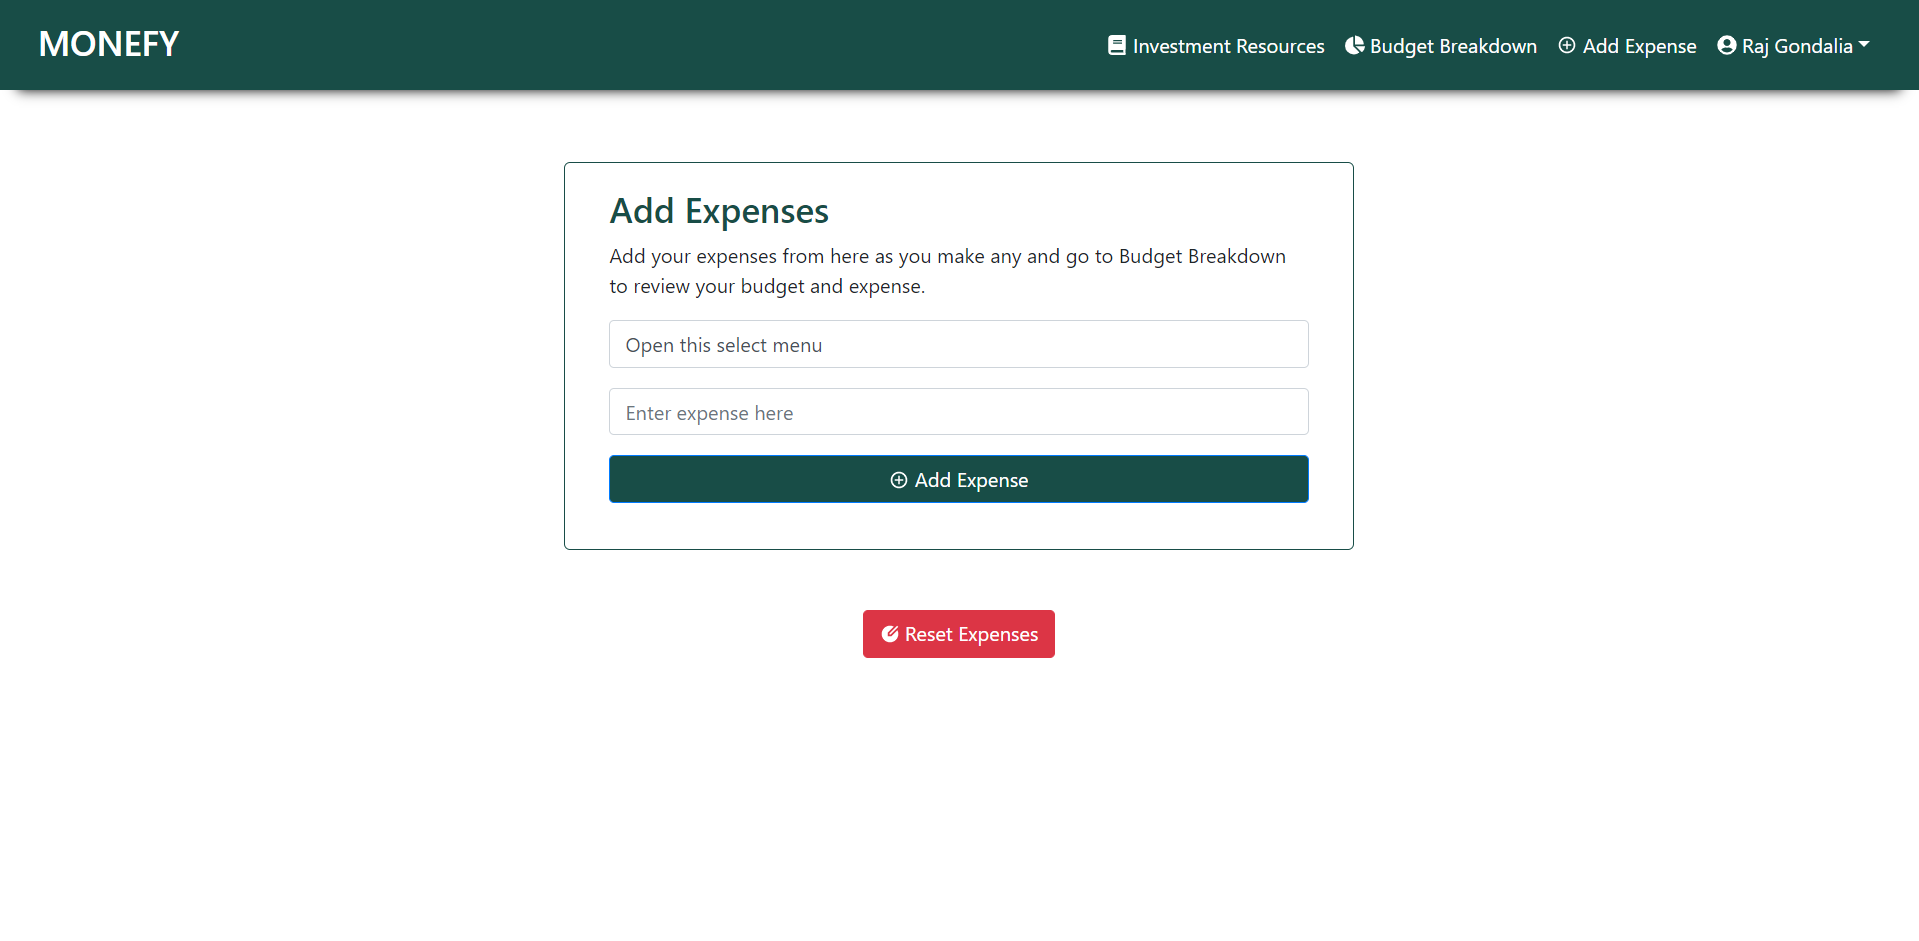 MONEFY
Investment Resources
Budget Breakdown
Add Expense
Raj Gondalia
Add Expenses
Add your expenses from here as you make any and go to Budget Breakdown
to review your budget and expense.
Open this select menu
Enter expense here
Add Expense
Reset Expenses